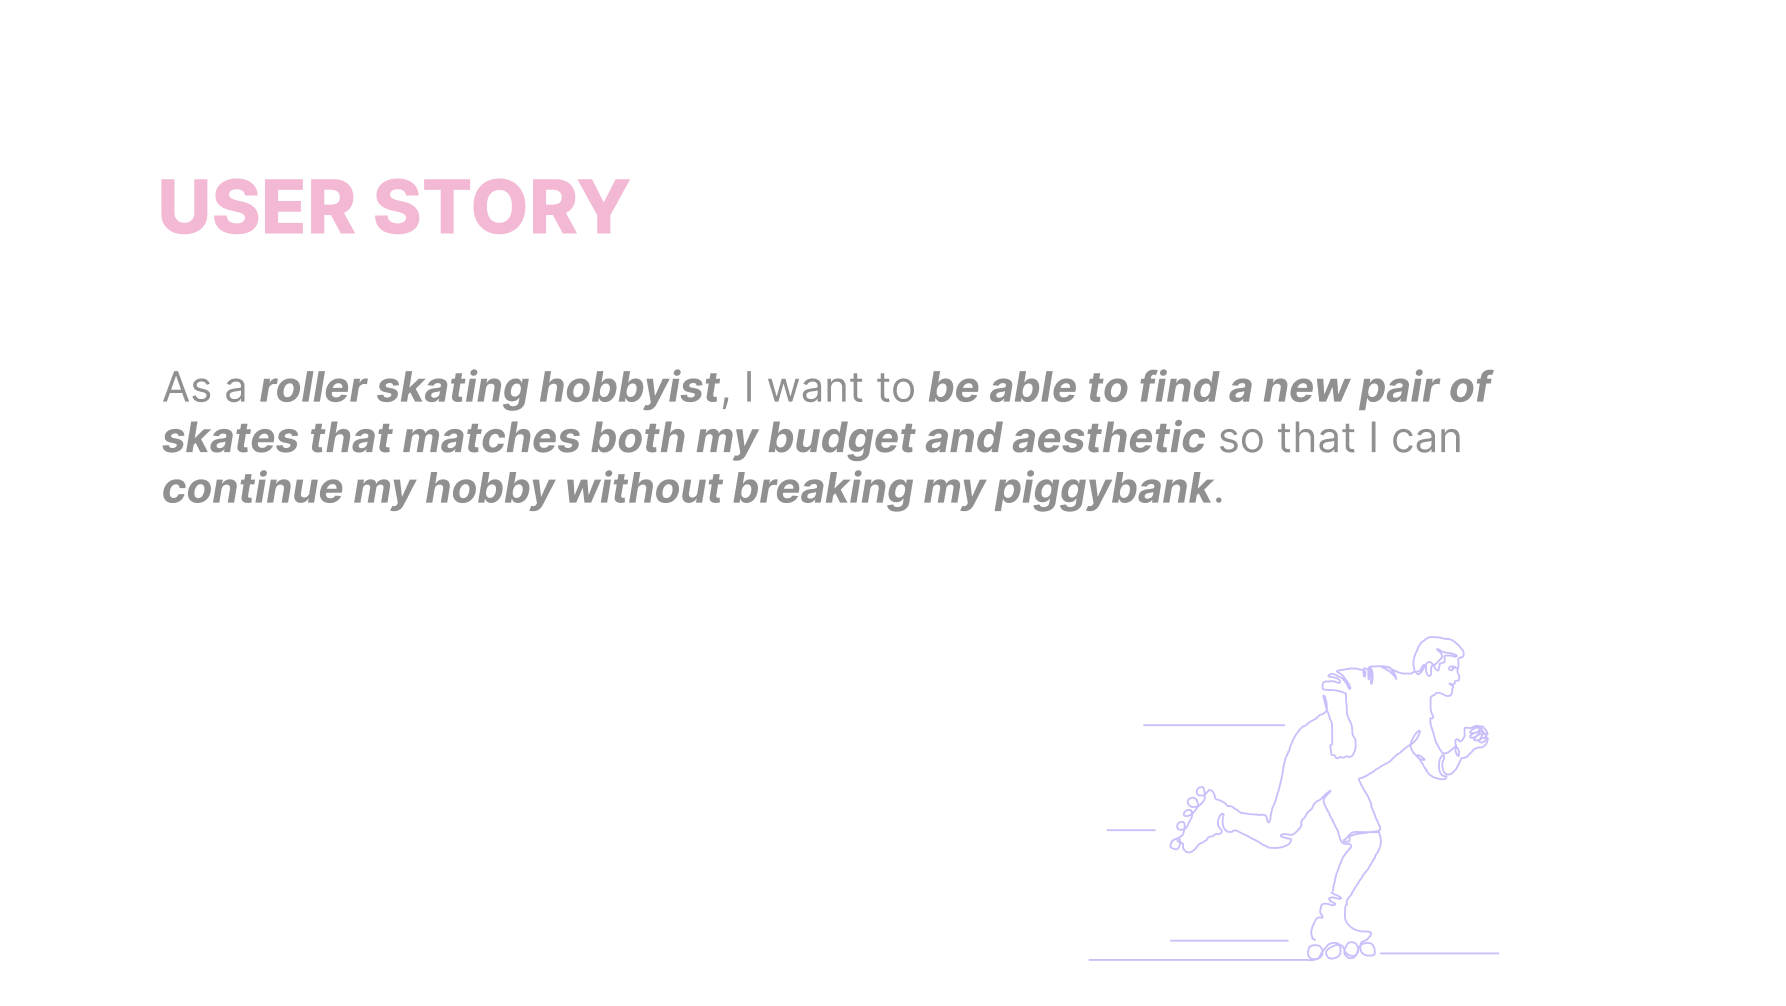 USER STORY
As a roller skating hobbyist, I want to be able to find a new pair of
skates that matches both my budget and aesthetic so that I can
continue my hobby without breaking my piggybank.